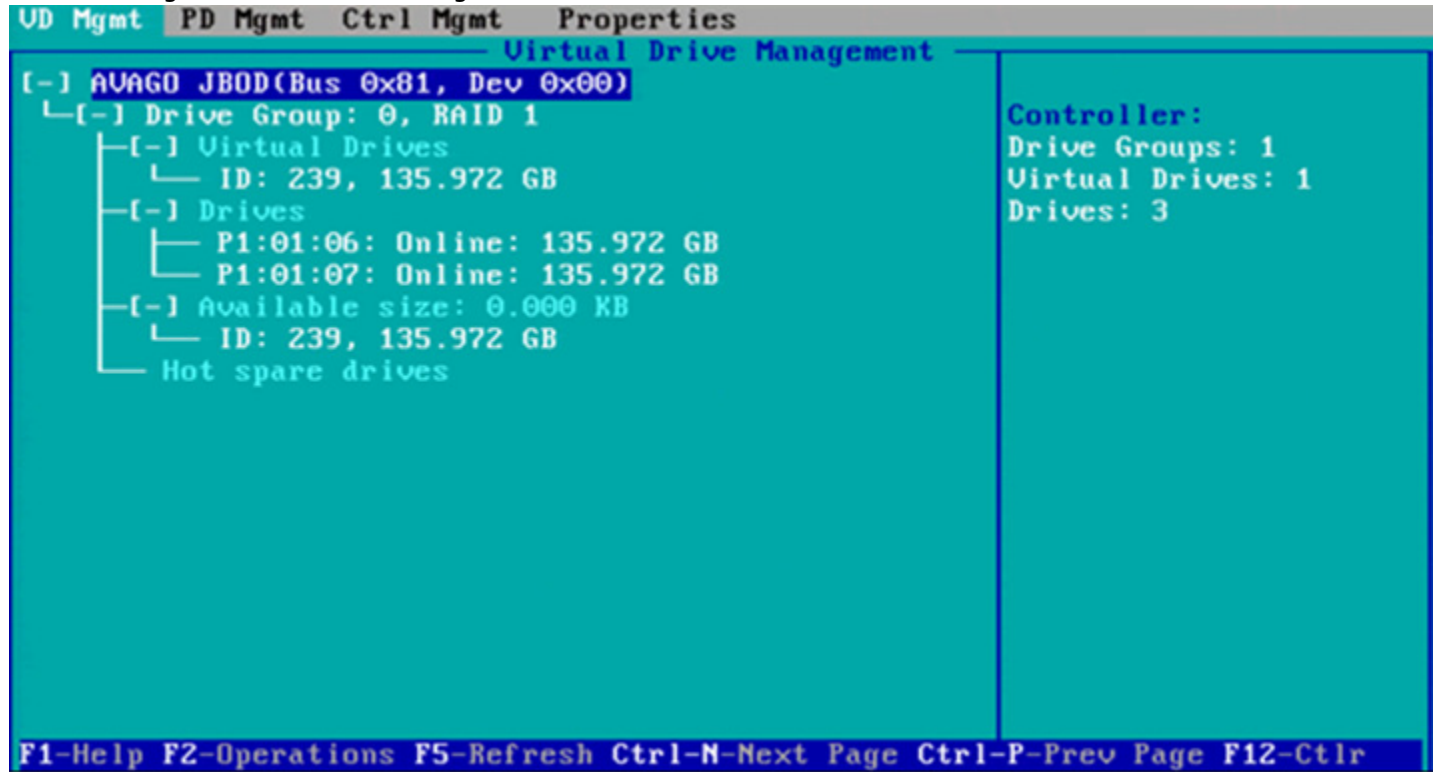 VD Mgmt PD Mgmt Ctrl Mgmt Properties
Virtual Drive Management
[-] AVAGO JBOD(Bus 0x81, Dev 0x00)
[-] Drive Group: 0, RAID 1
[-] Virtual Drives
ID: 239, 135.972 GB
[-] Drives
P1:01:06: Online: 135.972 GB
P1:01:07: Online: 135.972 GB
[-] Available size: 0.000 KB
ID: 239, 135.972 GB
Hot spare drives
Controller:
Drive Groups: 1
Virtual Drives: 1
Drives: 3
F1-Help F2-Operations F5-Refresh Ctrl-N-Next Page Ctrl-P-Prev Page F12-Ctlr